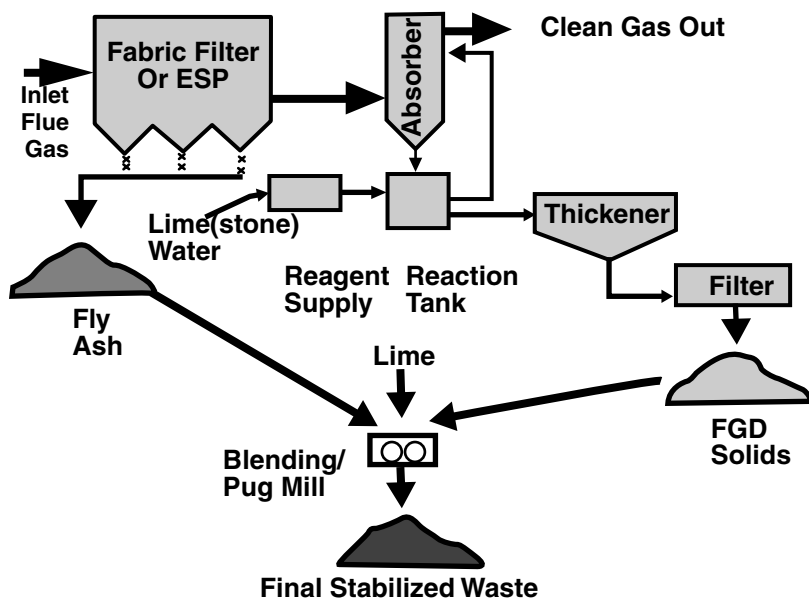 Fabric Filter
Or ESP
Absorber
Clean Gas Out
Inlet
Flue
Gas
Lime(stone)
Water
Thickener
Reagent
Supply
Reaction
Tank
Filter
Fly
Ash
Lime
FGD
Solids
Blending/
Pug Mill
Final Stabilized Waste